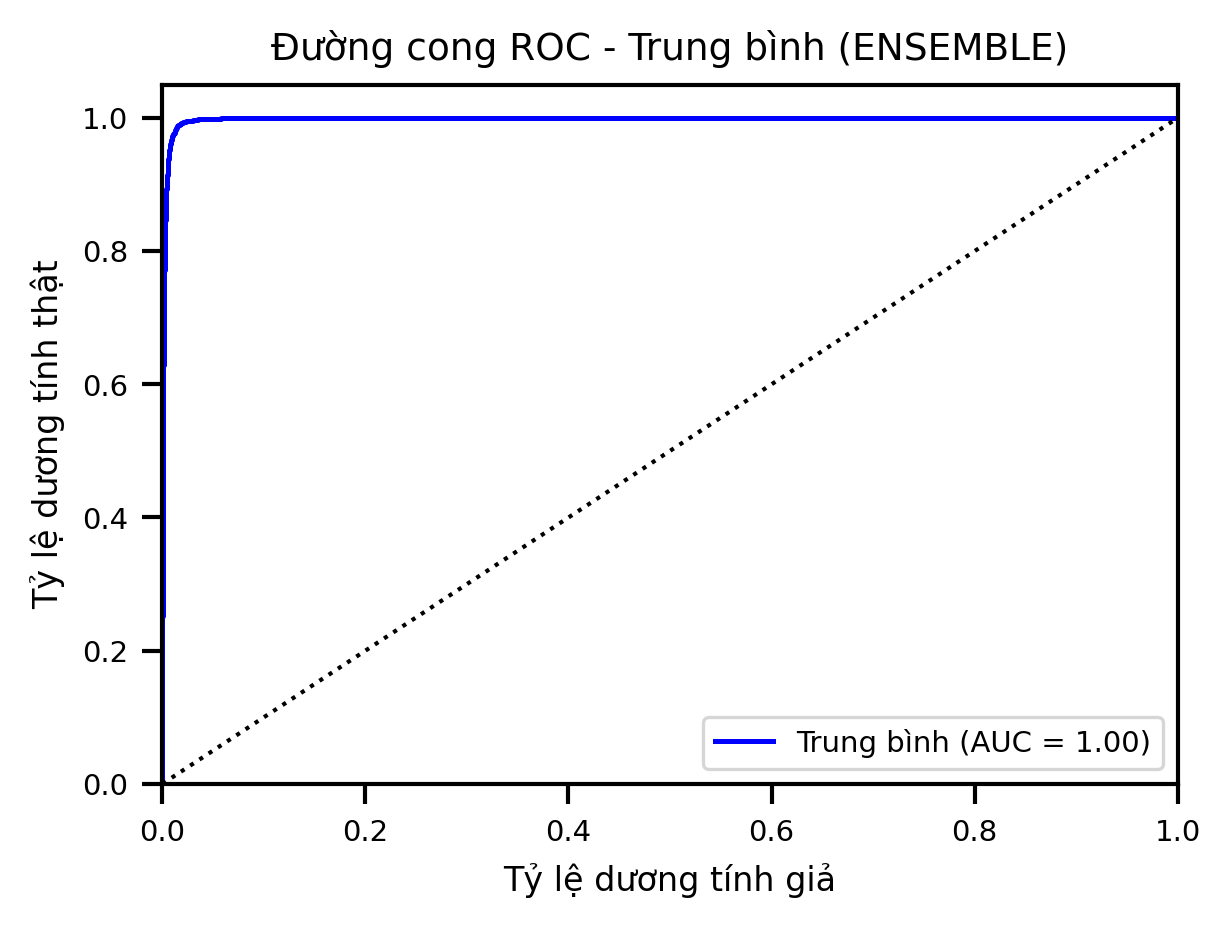 Đường cong ROC - Trung bình (ENSEMBLE)
Tỷ lệ dương tính thật
1.0
0.8
0.6
0.4
0.2
0.0
Trung bình (AUC = 1.00)
0.0 0.2 0.4 0.6 0.8 1.0
Tỷ lệ dương tính giả